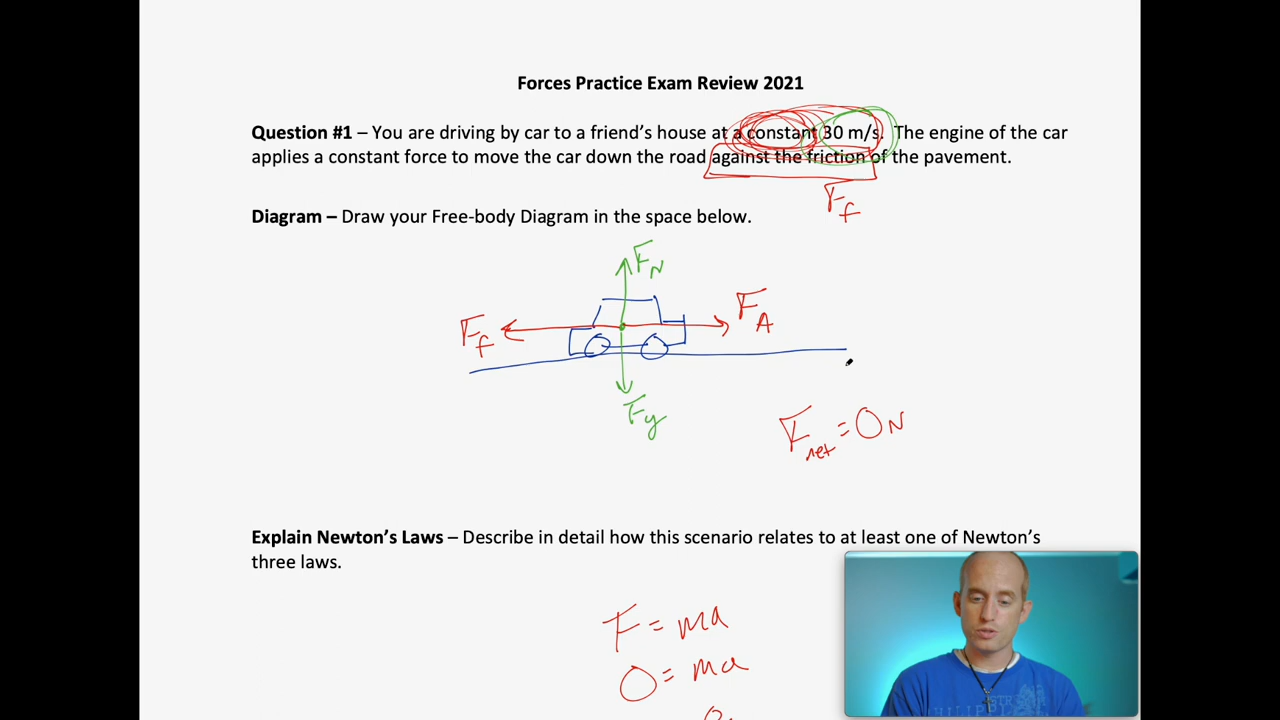 Forces Practice Exam Review 2021
Question #1 – You are driving by car to a friend's house at a constant 30 m/s. The engine of the car
applies a constant force to move the car down the road against the friction of the pavement.
Ff
Diagram – Draw your Free-body Diagram in the space below.
FN
Ff
FA
Fg
Fnet = 0N
Explain Newton's Laws – Describe in detail how this scenario relates to at least one of Newton's
three laws.
F = ma
0 = ma